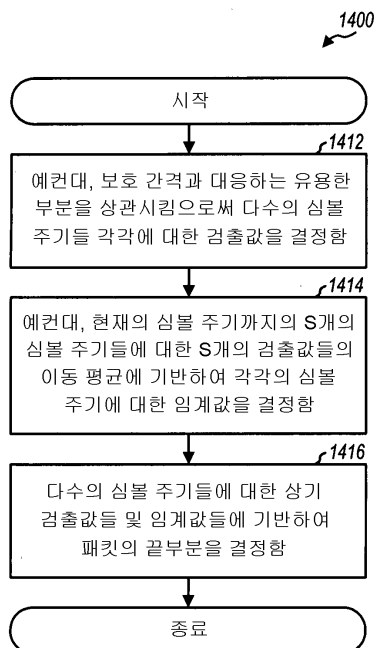 1400
시작
1412
예컨대, 보호 간격과 대응하는 유용한
부분을 상관시킴으로써 다수의 심볼
주기들 각각에 대한 검출값을 결정함
1414
예컨대, 현재의 심볼 주기까지의 S개의
심볼 주기들에 대한 S개의 검출값들의
이동 평균에 기반하여 각각의 심볼
주기에 대한 임계값을 결정함
1416
다수의 심볼 주기들에 대한 상기
검출값들 및 임계값들에 기반하여
패킷의 끝부분을 결정함
종료